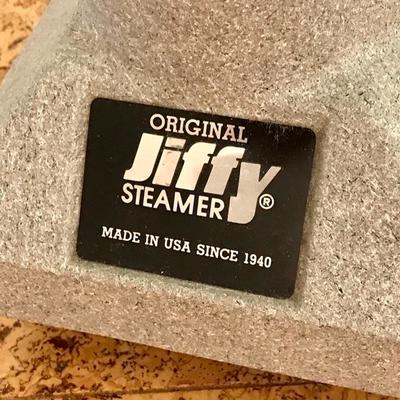 ORIGINAL
Jiffy
STEAMER®
MADE IN USA SINCE 1940